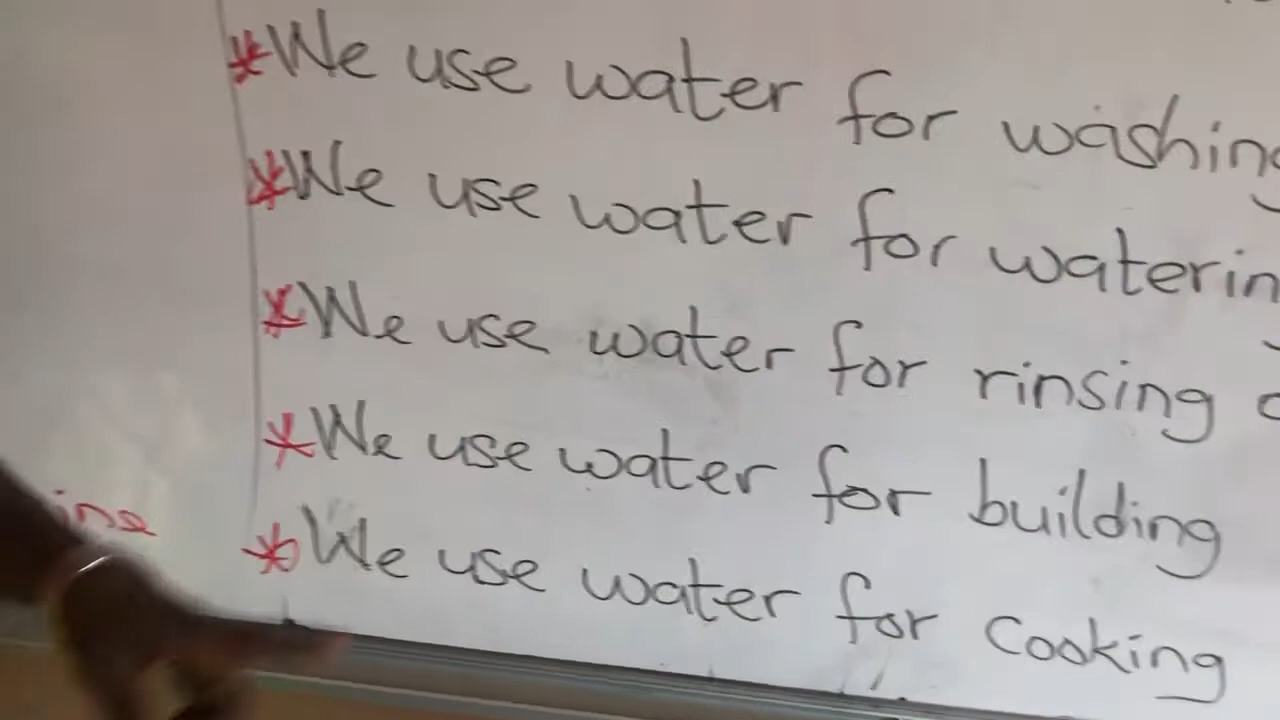 *We use water for washing
*We use water for waterin
*We use water for rinsing
*We use water for building
*We use water for cooking